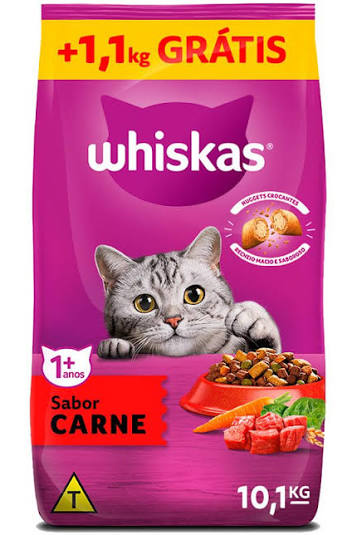 +1,1kg GRÁTIS
whiskas®
NUGGETS CROCANTES
RECHEIO MACIO E SABOROSO
1+
anos
Sabor
CARNE
T
10,1KG